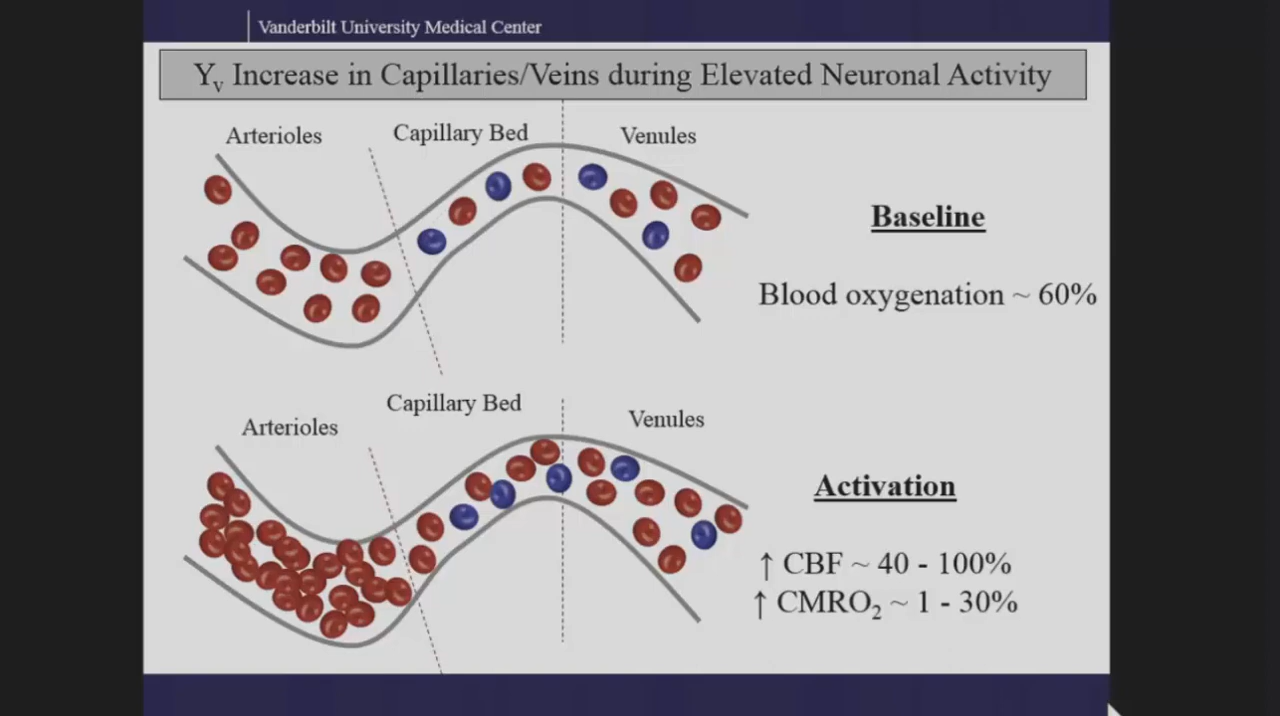 Vanderbilt University Medical Center
Yv Increase in Capillaries/Veins during Elevated Neuronal Activity
Arterioles
Capillary Bed
Venules
Baseline
Blood oxygenation ~ 60%
Arterioles
Capillary Bed
Venules
Activation
↑ CBF ~ 40 - 100%
↑ CMRO₂ ~ 1 - 30%